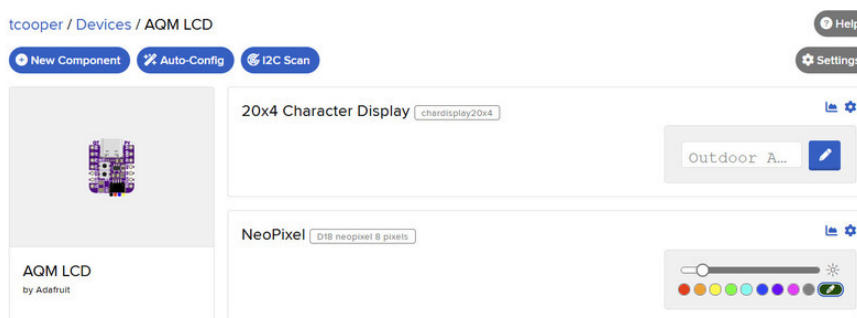 tcooper / Devices / AQM LCD
Help
New Component
Auto-Config
I2C Scan
Settings
20x4 Character Display
chardisplay20x4
Outdoor A...
NeoPixel
D18 neopixel 8 pixels
AQM LCD
by Adafruit